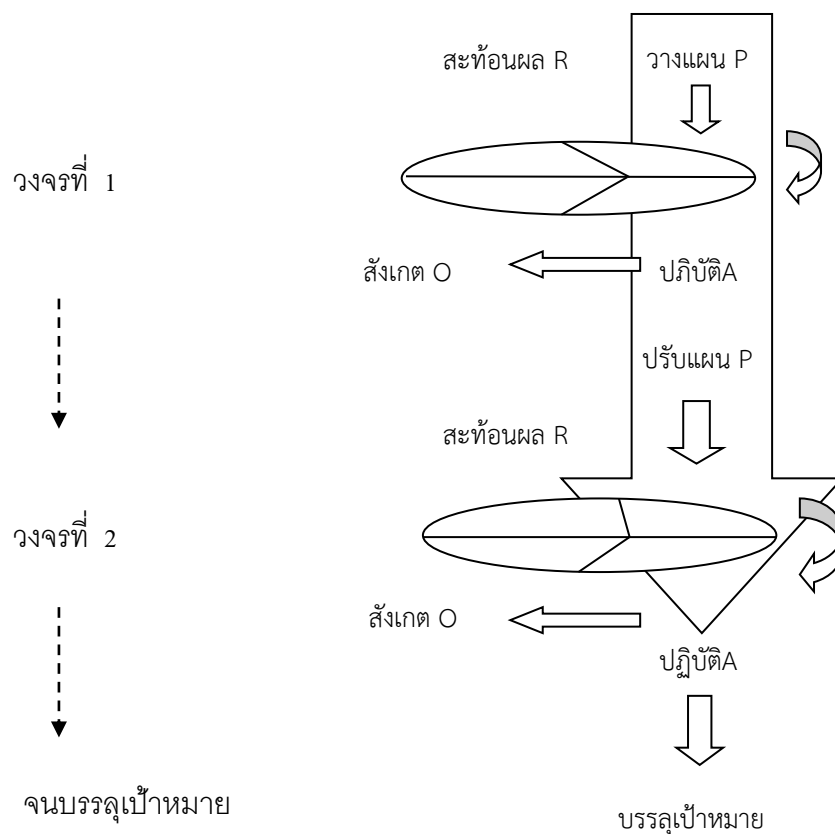 สะท้อนผล R
วางแผน P
วงจรที่ 1
สังเกต O
ปภิบัติA
ปรับแผน P
สะท้อนผล R
วงจรที่ 2
สังเกต O
ปฏิบัติA
จนบรรลุเป้าหมาย
บรรลุเป้าหมาย